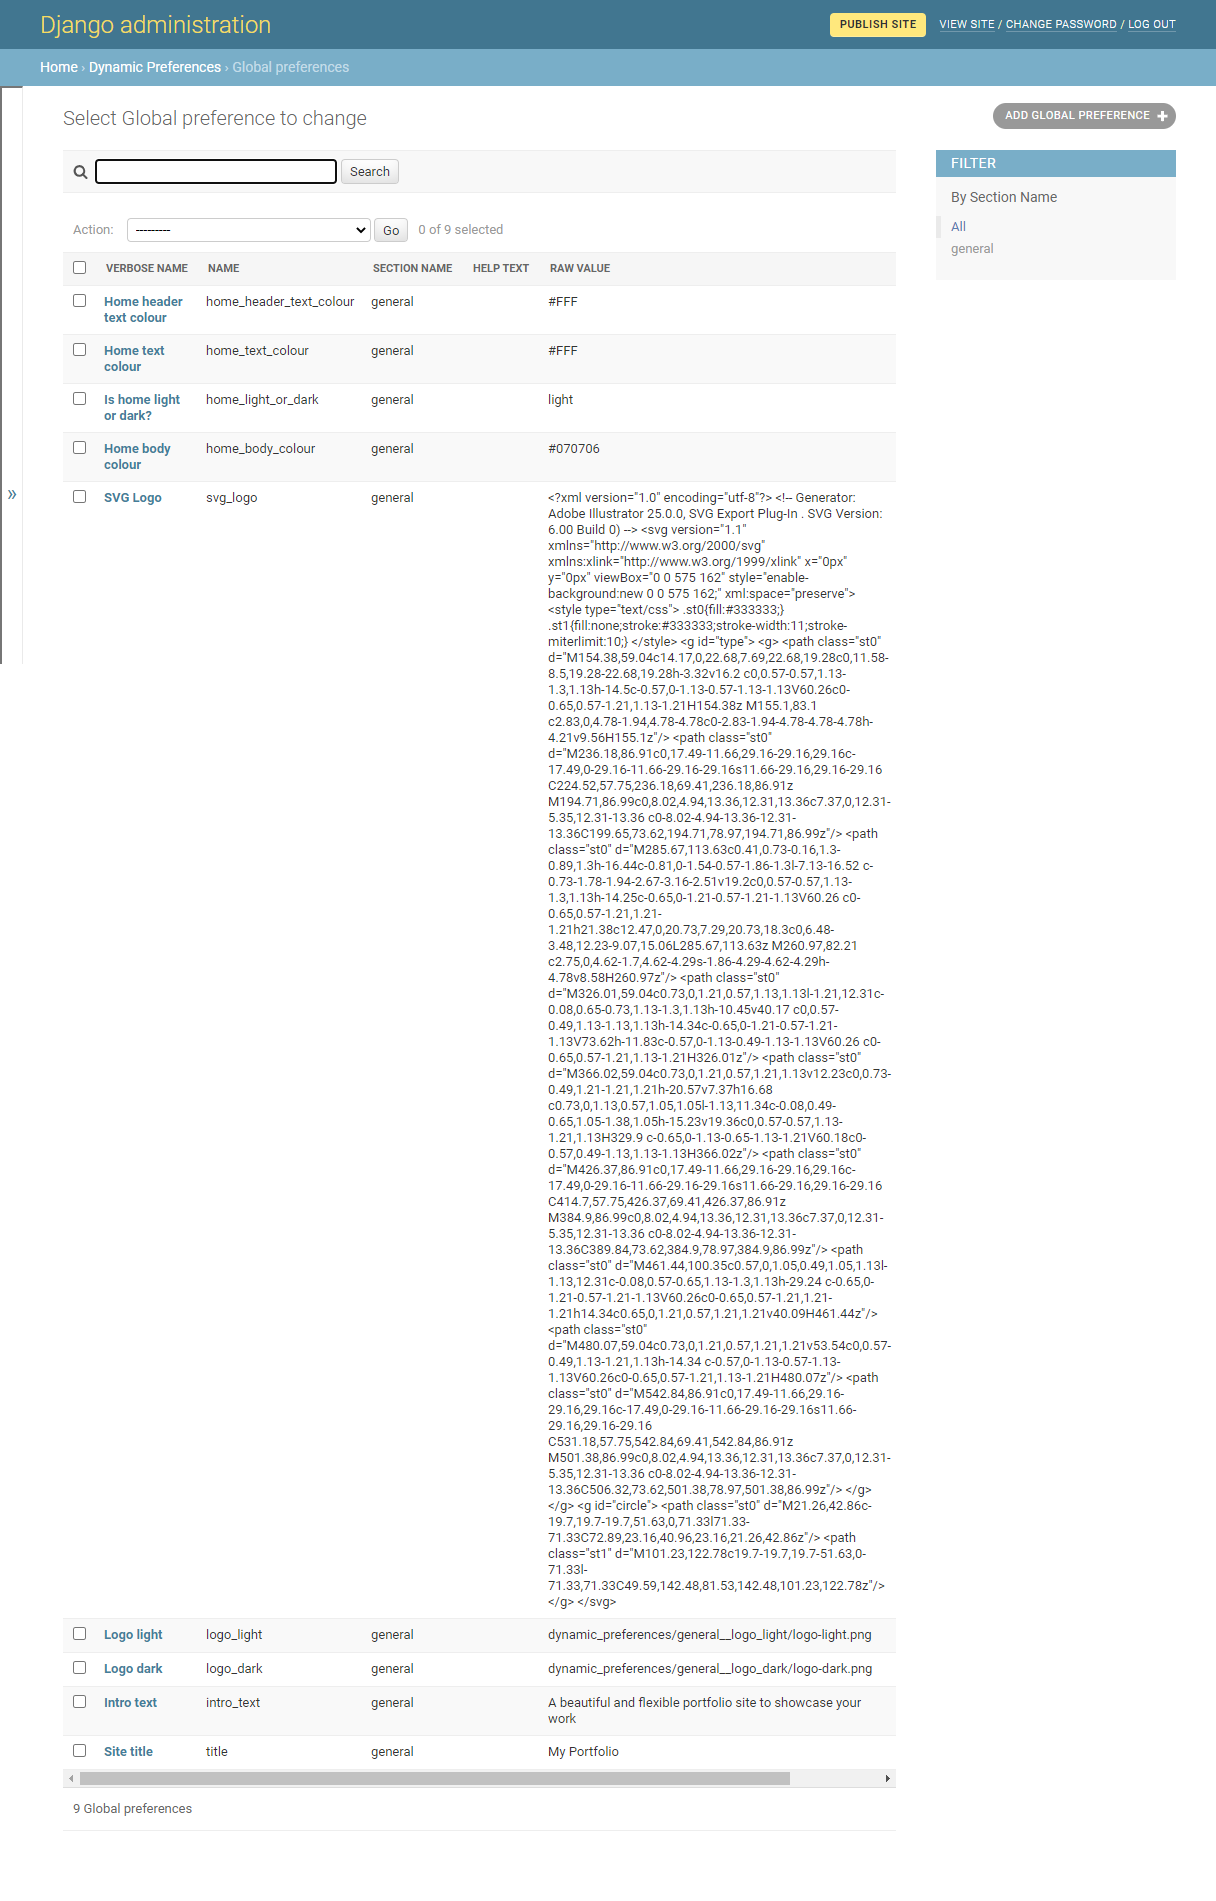 Django administration
PUBLISH SITE VIEW SITE / CHANGE PASSWORD / LOG OUT
Home › Dynamic Preferences › Global preferences
Select Global preference to change
ADD GLOBAL PREFERENCE +
Search
FILTER
By Section Name
All
general
Action: --------- Go 0 of 9 selected
VERBOSE NAME NAME SECTION NAME HELP TEXT RAW VALUE
Home header home_header_text_colour general #FFF
text colour
Home text home_text_colour general #FFF
colour
Is home light home_light_or_dark general light
or dark?
Home body home_body_colour general #070706
colour
»
SVG Logo svg_logo general <?xml version="1.0" encoding="utf-8"?> <!-- Generator:
Adobe Illustrator 25.0.0, SVG Export Plug-In . SVG Version:
6.00 Build 0) --> <svg version="1.1"
xmlns="http://www.w3.org/2000/svg"
xmlns:xlink="http://www.w3.org/1999/xlink" x="0px"
y="0px" viewBox="0 0 575 162" style="enable-
background:new 0 0 575 162;" xml:space="preserve">
<style type="text/css"> .st0{fill:#333333;}
.st1{fill:none;stroke:#333333;stroke-width:11;stroke-
miterlimit:10;} </style> <g id="type"> <g> <path class="st0"
d="M154.38,59.04c14.17,0,22.68,7.69,22.68,19.28c0,11.58-
8.5,19.28-22.68,19.28h-3.32v16.2 c0,0.57-0.57,1.13-
1.3,1.13h-14.5c-0.57,0-1.13-0.57-1.13-1.13V60.26c0-
0.65,0.57-1.21,1.13-1.21H154.38z M155.1,83.1
c2.83,0,4.78-1.94,4.78-4.78c0-2.83-1.94-4.78-4.78-4.78h-
4.21v9.56H155.1z"/> <path class="st0"
d="M236.18,86.91c0,17.49-11.66,29.16-29.16,29.16c-
17.49,0-29.16-11.66-29.16-29.16s11.66-29.16,29.16-29.16
C224.52,57.75,236.18,69.41,236.18,86.91z
M194.71,86.99c0,8.02,4.94,13.36,12.31,13.36c7.37,0,12.31-
5.35,12.31-13.36 c0-8.02-4.94-13.36-12.31-
13.36C199.65,73.62,194.71,78.97,194.71,86.99z"/> <path
class="st0" d="M285.67,113.63c0.41,0.73-0.16,1.3-
0.89,1.3h-16.44c-0.81,0-1.54-0.57-1.86-1.3l-7.13-16.52 c-
0.73-1.78-1.94-2.67-3.16-2.51v19.2c0,0.57-0.57,1.13-
1.3,1.13h-14.25c-0.65,0-1.21-0.57-1.21-1.13V60.26 c0-
0.65,0.57-1.21,1.21-
1.21h21.38c12.47,0,20.73,7.29,20.73,18.3c0,6.48-
3.48,12.23-9.07,15.06L285.67,113.63z M260.97,82.21
c2.75,0,4.62-1.7,4.62-4.29s-1.86-4.29-4.62-4.29h-
4.78v8.58H260.97z"/> <path class="st0"
d="M326.01,59.04c0.73,0,1.21,0.57,1.13,1.13l-1.21,12.31c-
0.08,0.65-0.73,1.13-1.3,1.13h-10.45v40.17 c0,0.57-
0.49,1.13-1.13,1.13h-14.34c-0.65,0-1.21-0.57-1.21-
1.13V73.62h-11.83c-0.57,0-1.13-0.49-1.13-1.13V60.26 c0-
0.65,0.57-1.21,1.13-1.21H326.01z"/> <path class="st0"
d="M366.02,59.04c0.73,0,1.21,0.57,1.21,1.13v12.23c0,0.73-
0.49,1.21-1.21,1.21h-20.57v7.37h16.68
c0.73,0,1.13,0.57,1.05,1.05l-1.13,11.34c-0.08,0.49-
0.65,1.05-1.38,1.05h-15.23v19.36c0,0.57-0.57,1.13-
1.21,1.13H329.9 c-0.65,0-1.13-0.65-1.13-1.21V60.18c0-
0.57,0.49-1.13,1.13-1.13H366.02z"/> <path class="st0"
d="M426.37,86.91c0,17.49-11.66,29.16-29.16,29.16c-
17.49,0-29.16-11.66-29.16-29.16s11.66-29.16,29.16-29.16
C414.7,57.75,426.37,69.41,426.37,86.91z
M384.9,86.99c0,8.02,4.94,13.36,12.31,13.36c7.37,0,12.31-
5.35,12.31-13.36 c0-8.02-4.94-13.36-12.31-
13.36C389.84,73.62,384.9,78.97,384.9,86.99z"/> <path
class="st0" d="M461.44,100.35c0.57,0,1.05,0.49,1.05,1.13l-
1.13,12.31c-0.08,0.57-0.65,1.13-1.3,1.13h-29.24 c-0.65,0-
1.21-0.57-1.21-1.13V60.26c0-0.65,0.57-1.21,1.21-
1.21h14.34c0.65,0,1.21,0.57,1.21,1.21v40.09H461.44z"/>
<path class="st0"
d="M480.07,59.04c0.73,0,1.21,0.57,1.21,1.21v53.54c0,0.57-
0.49,1.13-1.21,1.13h-14.34 c-0.57,0-1.13-0.57-1.13-
1.13V60.26c0-0.65,0.57-1.21,1.13-1.21H480.07z"/> <path
class="st0" d="M542.84,86.91c0,17.49-11.66,29.16-
29.16,29.16c-17.49,0-29.16-11.66-29.16-29.16s11.66-
29.16,29.16-29.16
C531.18,57.75,542.84,69.41,542.84,86.91z
M501.38,86.99c0,8.02,4.94,13.36,12.31,13.36c7.37,0,12.31-
5.35,12.31-13.36 c0-8.02-4.94-13.36-12.31-
13.36C506.32,73.62,501.38,78.97,501.38,86.99z"/> </g>
</g> <g id="circle"> <path class="st0" d="M21.26,42.86c-
19.7,19.7-19.7,51.63,0,71.33l71.33-
71.33C72.89,23.16,40.96,23.16,21.26,42.86z"/> <path
class="st1" d="M101.23,122.78c19.7-19.7,19.7-51.63,0-
71.33l-
71.33,71.33C49.59,142.48,81.53,142.48,101.23,122.78z"/>
</g> </svg>
Logo light logo_light general dynamic_preferences/general__logo_light/logo-light.png
Logo dark logo_dark general dynamic_preferences/general__logo_dark/logo-dark.png
Intro text intro_text general A beautiful and flexible portfolio site to showcase your
work
Site title title general My Portfolio
9 Global preferences